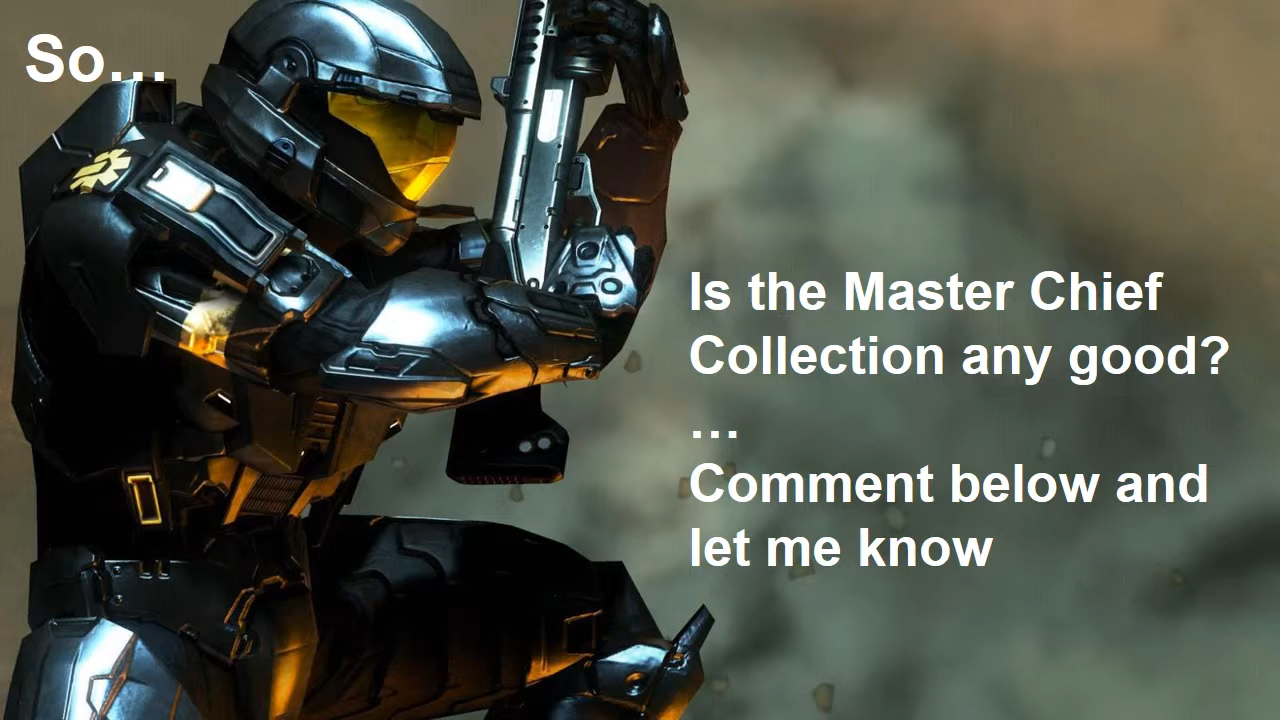 So…
Is the Master Chief
Collection any good?
…
Comment below and
let me know